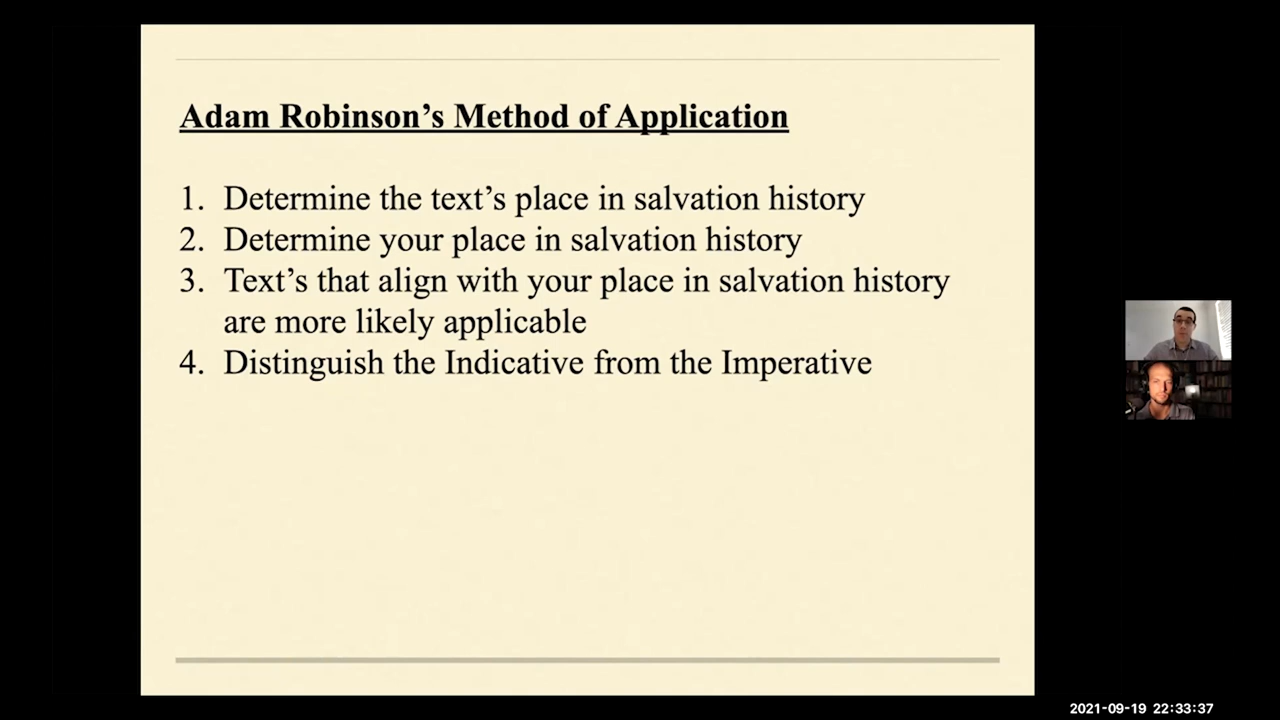 Adam Robinson’s Method of Application
1. Determine the text’s place in salvation history
2. Determine your place in salvation history
3. Text’s that align with your place in salvation history
are more likely applicable
4. Distinguish the Indicative from the Imperative
2021-09-19 22:33:37